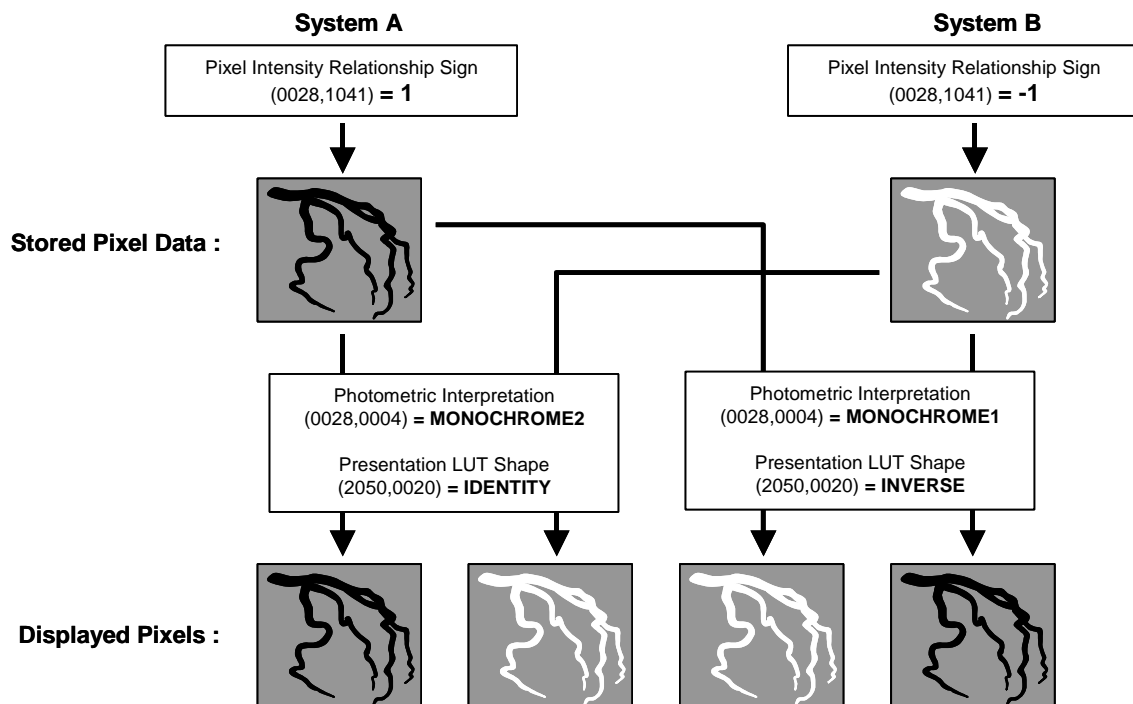 System A
System B
Pixel Intensity Relationship Sign
(0028,1041) = 1
Pixel Intensity Relationship Sign
(0028,1041) = -1
Stored Pixel Data :
Photometric Interpretation
(0028,0004) = MONOCHROME2
Presentation LUT Shape
(2050,0020) = IDENTITY
Photometric Interpretation
(0028,0004) = MONOCHROME1
Presentation LUT Shape
(2050,0020) = INVERSE
Displayed Pixels :